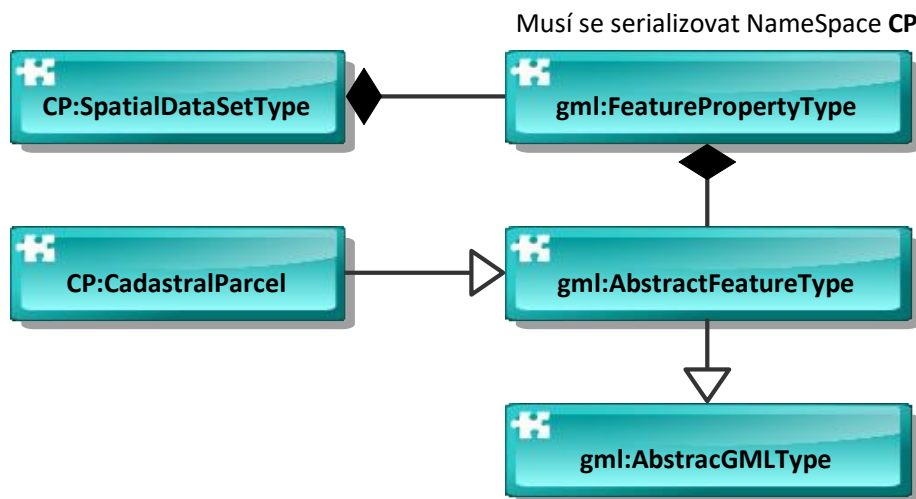 Musí se serializovat NameSpace CP
CP:SpatialDataSetType
gml:FeaturePropertyType
CP:CadastralParcel
gml:AbstractFeatureType
gml:AbstracGMLType